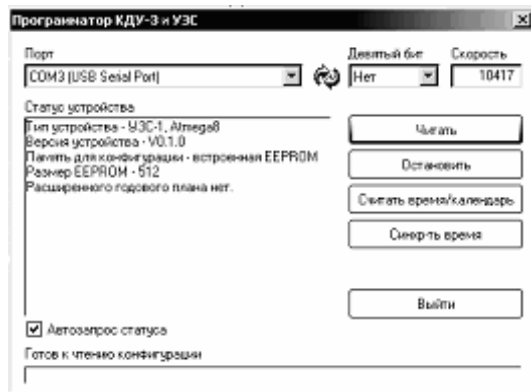 Программатор КДУ-3 и УЗС
Порт
Девятый бит
Скорость
COM3 (USB Serial Port)
Нет
10417
Статус устройства
Тип устройства - УЗС-1, Atmega8
Версия устройства - V0.1.0
Память для конфигурации - встроенная EEPROM
Размер EEPROM - 512
Расширенного годового плана нет.
Читать
Остановить
Считать время/календарь
Синхр-ть время
Выйти
Автозапрос статуса
Готов к чтению конфигурации